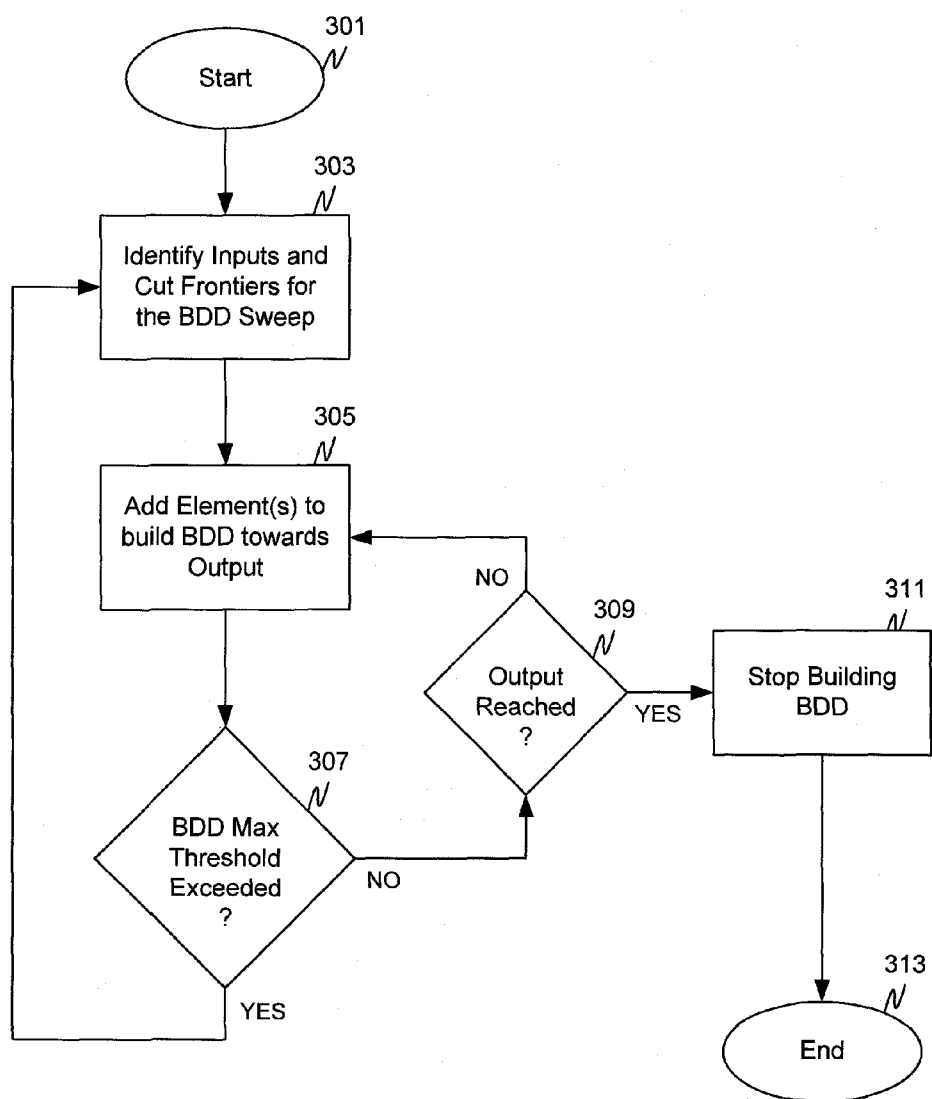 301
Start
303
Identify Inputs and
Cut Frontiers for
the BDD Sweep
305
Add Element(s) to
build BDD towards
Output
NO
309
Output
Reached
?
YES
311
Stop Building
BDD
307
BDD Max
Threshold
Exceeded
?
NO
YES
313
End